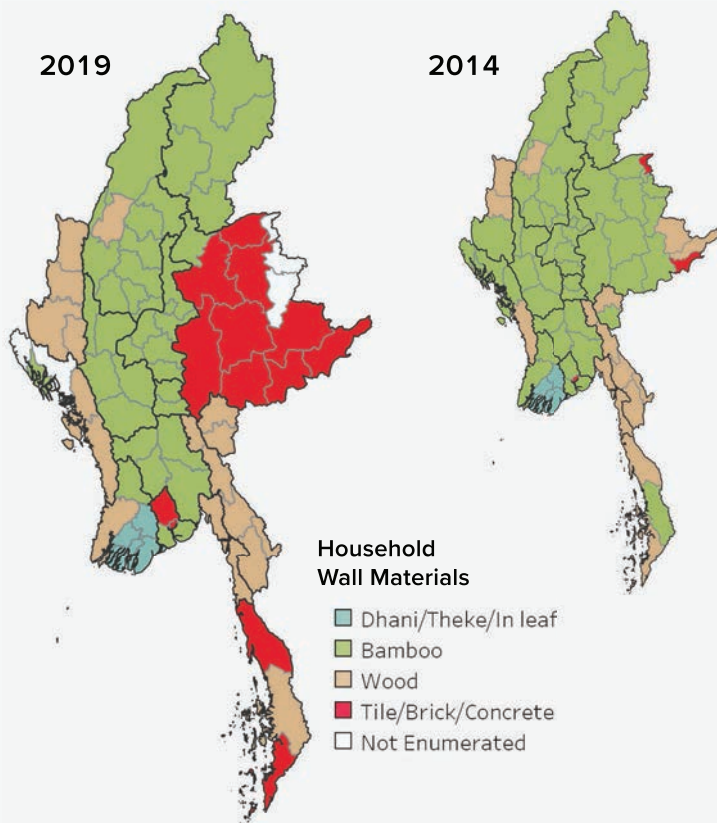 2019
2014
Household
Wall Materials
Dhani/Theke/In leaf
Bamboo
Wood
Tile/Brick/Concrete
Not Enumerated